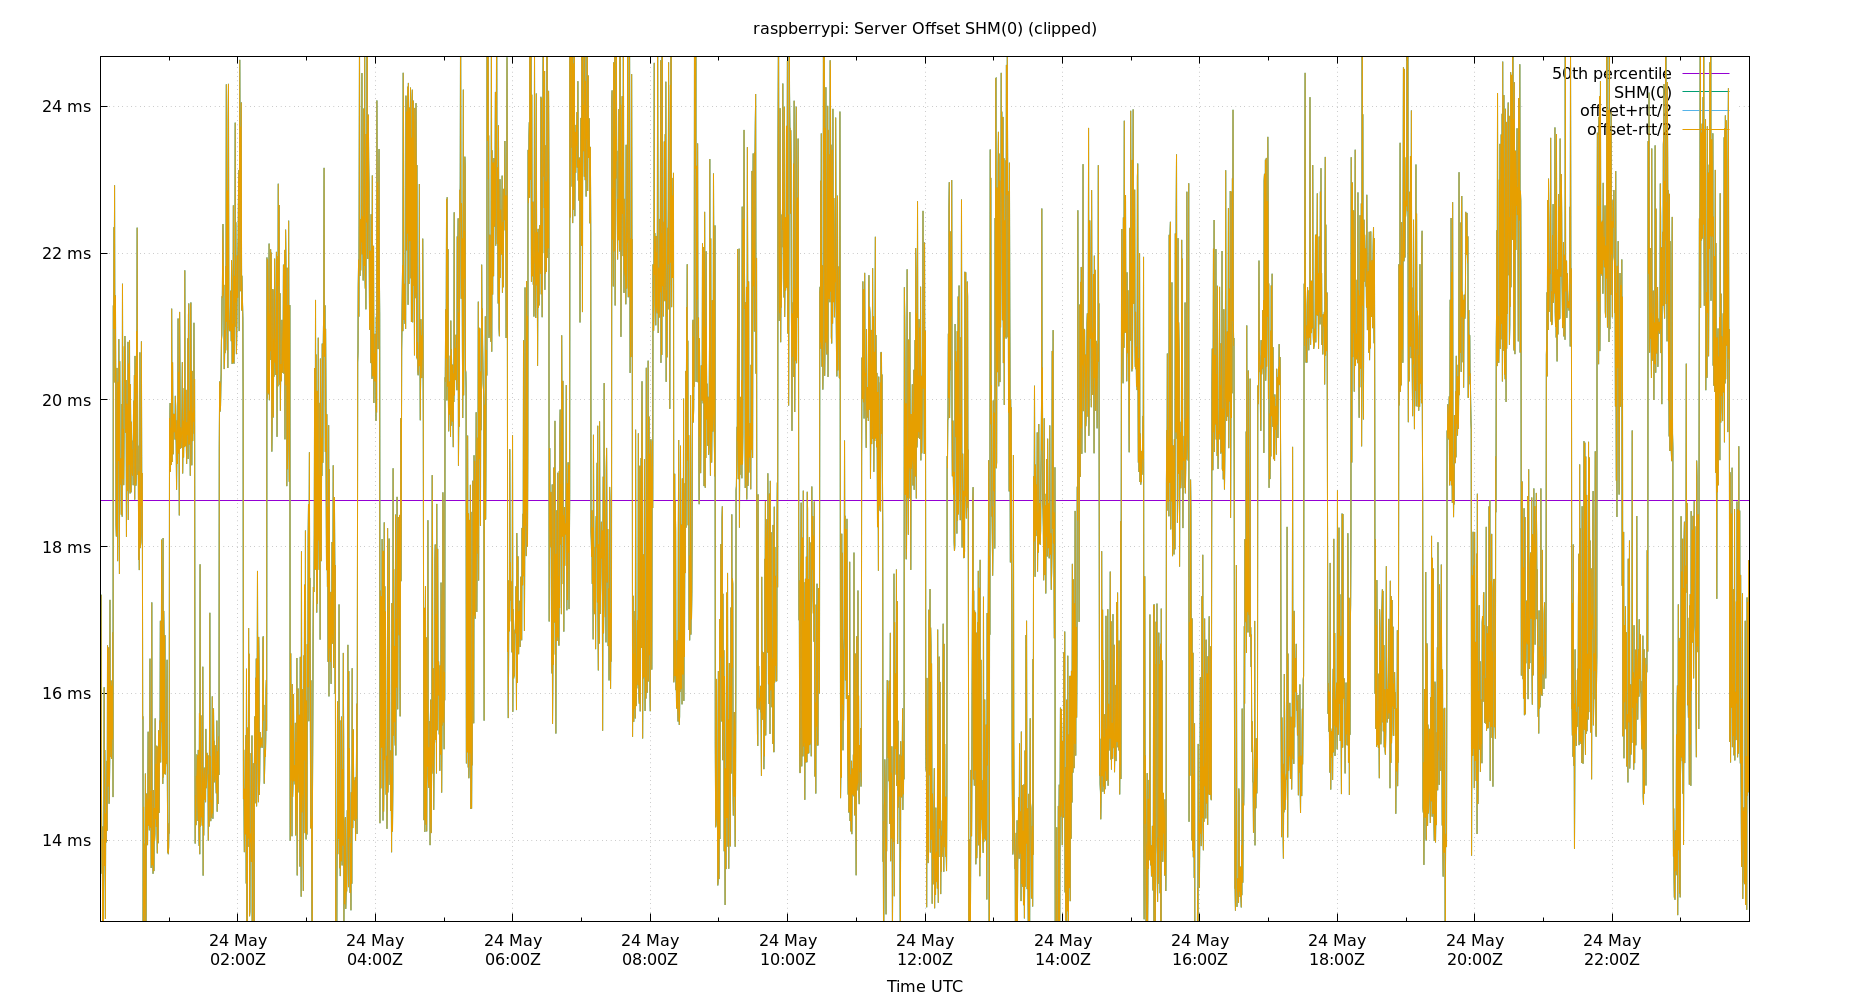 raspberrypi: Server Offset SHM(0) (clipped)
50th percentile
SHM(0)
offset+rtt/2
offset-rtt/2
24 ms
22 ms
20 ms
18 ms
16 ms
14 ms
24 May 24 May 24 May 24 May 24 May 24 May 24 May 24 May 24 May 24 May 24 May
02:00Z 04:00Z 06:00Z 08:00Z 10:00Z 12:00Z 14:00Z 16:00Z 18:00Z 20:00Z 22:00Z
Time UTC